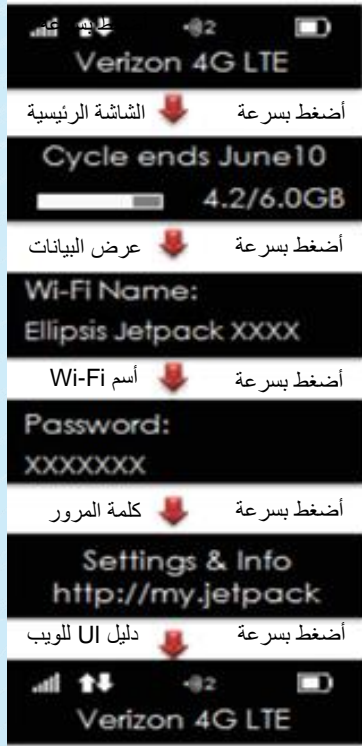 2
Verizon 4G LTE
أضغط بسرعة الشاشة الرئيسية
Cycle ends June10
4.2/6.0GB
أضغط بسرعة عرض البيانات
Wi-Fi Name:
Ellipsis Jetpack XXXX
أضغط بسرعة أسم Wi-Fi
Password:
XXXXXXX
أضغط بسرعة كلمة المرور
Settings & Info
http://my.jetpack
أضغط بسرعة دليل UI للويب
2
Verizon 4G LTE